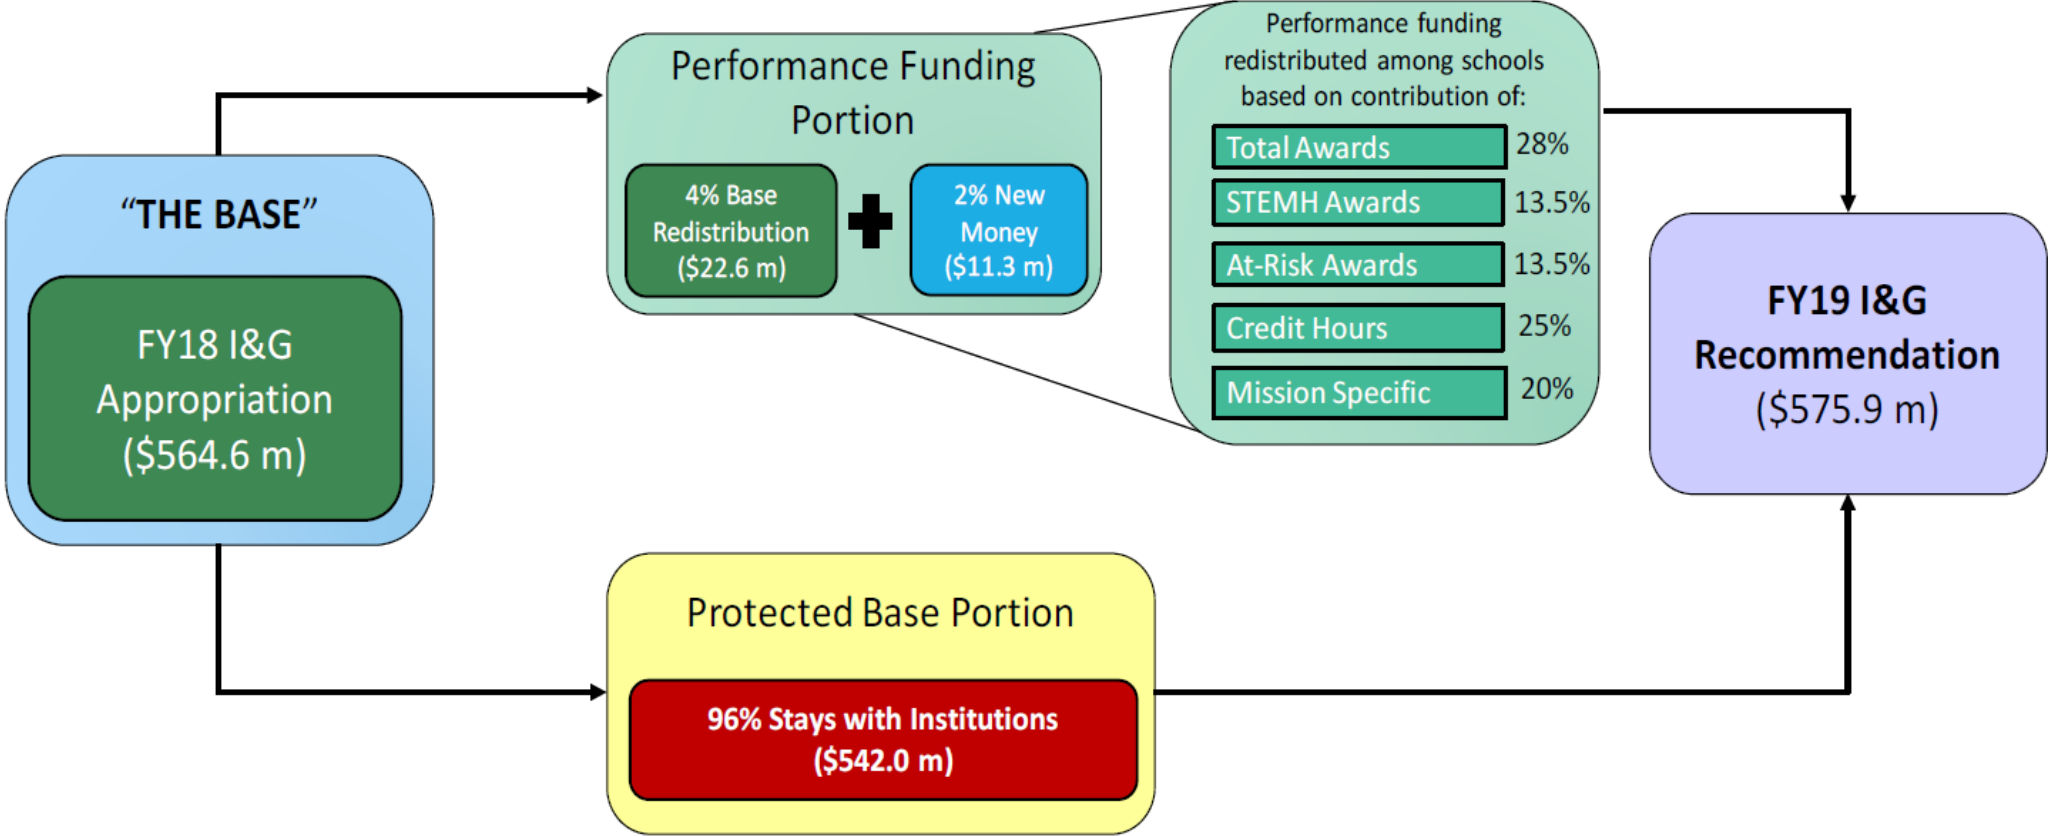 “THE BASE”
FY18 I&G
Appropriation
($564.6 m)
Performance Funding
Portion
4% Base
Redistribution
($22.6 m)
2% New
Money
($11.3 m)
Performance funding
redistributed among schools
based on contribution of:
Total Awards 28%
STEMH Awards 13.5%
At-Risk Awards 13.5%
Credit Hours 25%
Mission Specific 20%
Protected Base Portion
96% Stays with Institutions
($542.0 m)
FY19 I&G
Recommendation
($575.9 m)